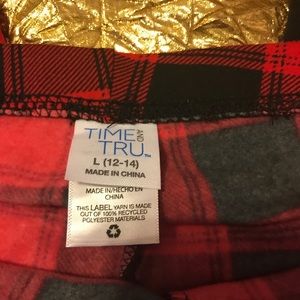 TIME AND
TRU™
L (12-14)
MADE IN CHINA
MADE IN/HECHO EN
CHINA
THIS LABEL YARN IS MADE
OUT OF 100% RECYCLED
POLYESTER MATERIALS